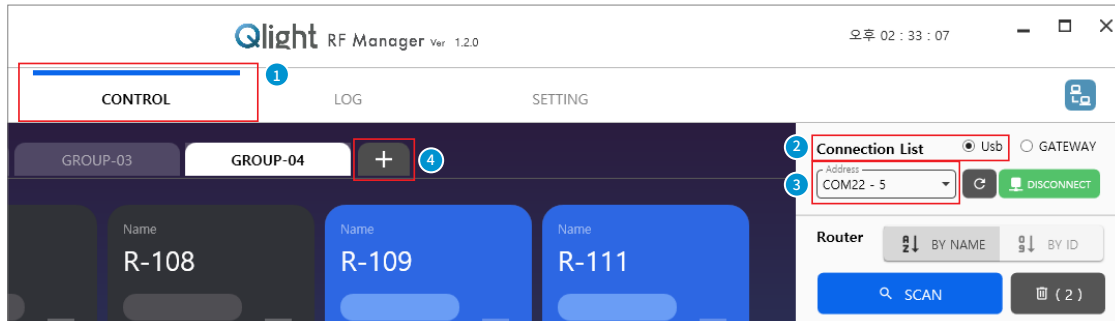 Qlight RF Manager Ver 1.2.0
오후 02 : 33 : 07
1
CONTROL LOG SETTING
GROUP-03 GROUP-04 + 4
2 Connection List Usb GATEWAY
Address
3 COM22 - 5 DISCONNECT
Name Name Name
R-108 R-109 R-111
Router A Z BY NAME 0 9 BY ID
SCAN ( 2 )